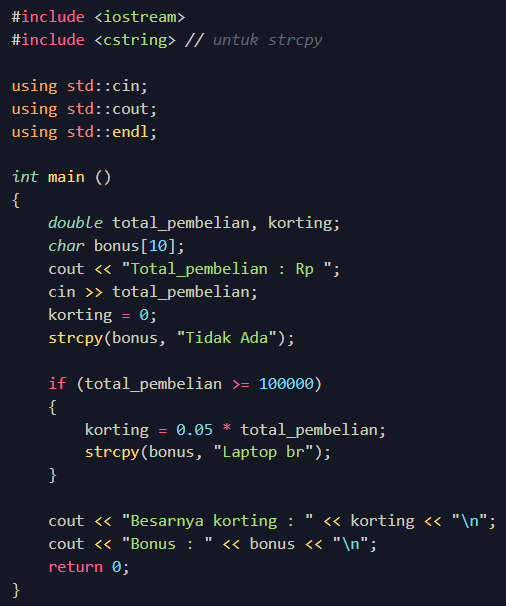 #include <iostream>
#include <cstring> // untuk strcpy

using std::cin;
using std::cout;
using std::endl;

int main ()
{
    double total_pembelian, korting;
    char bonus[10];
    cout << "Total_pembelian : Rp ";
    cin >> total_pembelian;
    korting = 0;
    strcpy(bonus, "Tidak Ada");

    if (total_pembelian >= 100000)
    {
        korting = 0.05 * total_pembelian;
        strcpy(bonus, "Laptop br");
    }

    cout << "Besarnya korting : " << korting << "\n";
    cout << "Bonus : " << bonus << "\n";
    return 0;
}